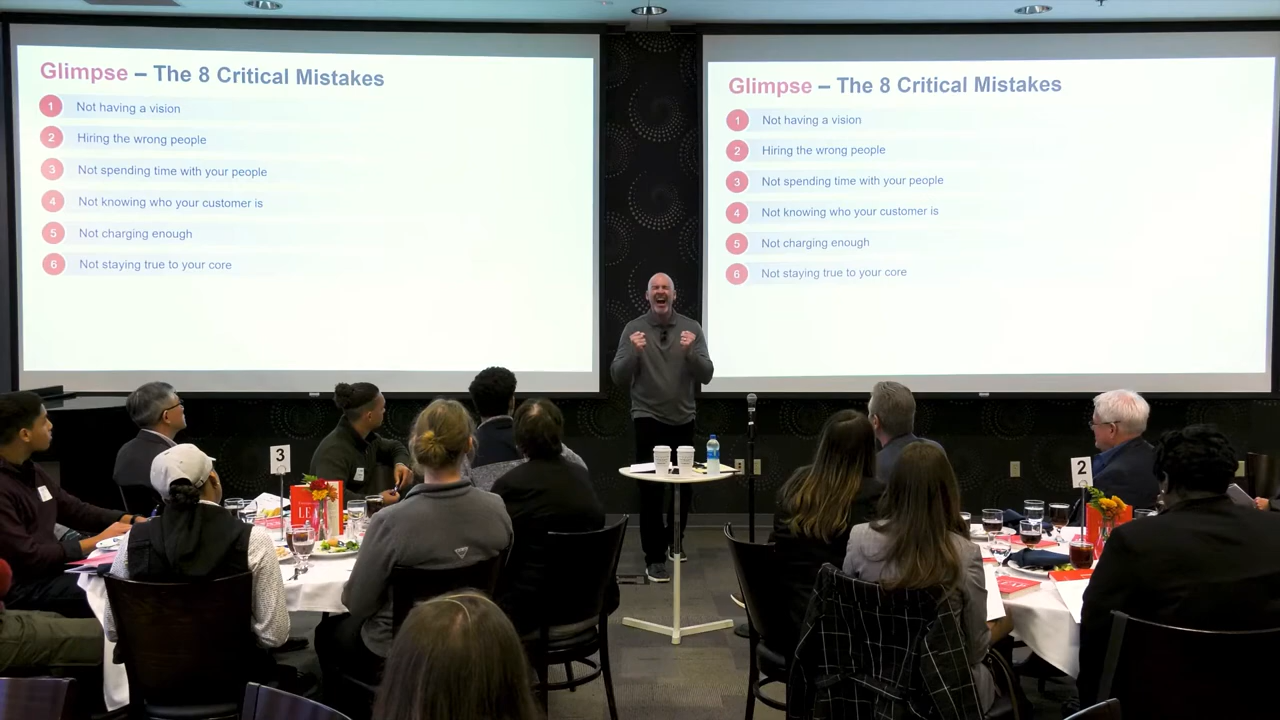 Glimpse – The 8 Critical Mistakes
1 Not having a vision
2 Hiring the wrong people
3 Not spending time with your people
4 Not knowing who your customer is
5 Not charging enough
6 Not staying true to your core
Glimpse – The 8 Critical Mistakes
1 Not having a vision
2 Hiring the wrong people
3 Not spending time with your people
4 Not knowing who your customer is
5 Not charging enough
6 Not staying true to your core
3
2